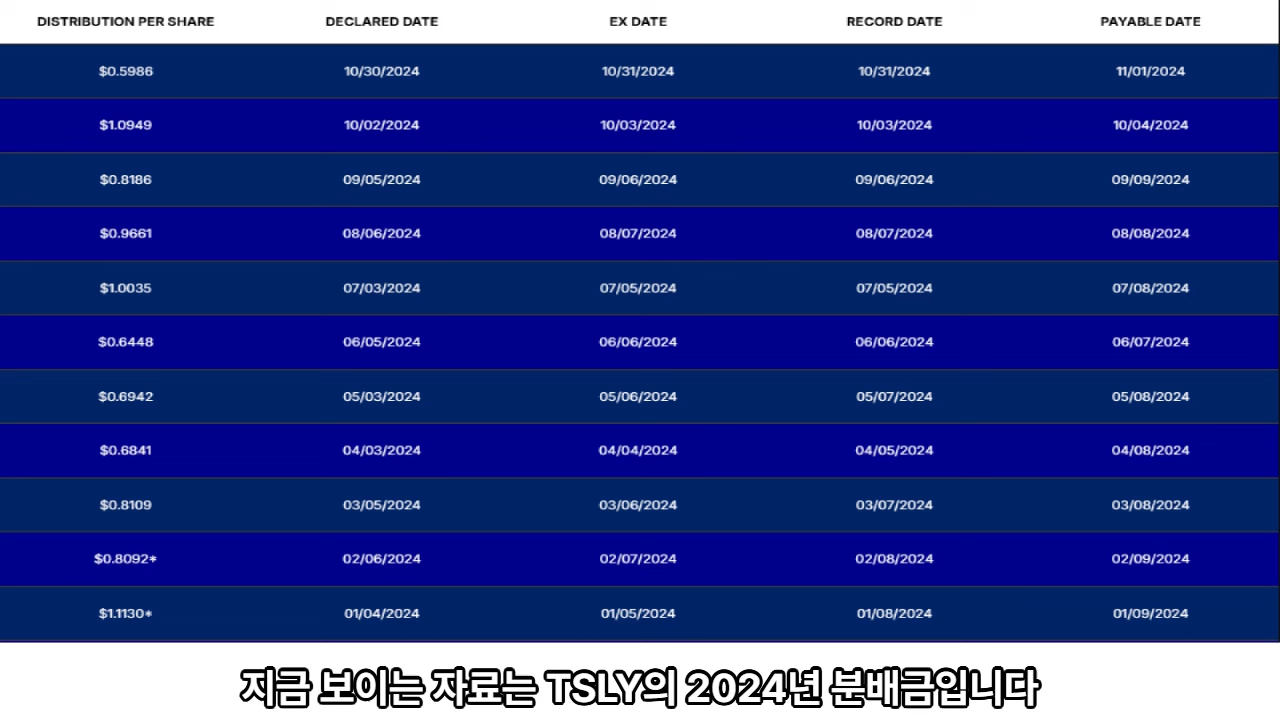 DISTRIBUTION PER SHARE DECLARED DATE EX DATE RECORD DATE PAYABLE DATE
$0.5986 10/30/2024 10/31/2024 10/31/2024 11/01/2024
$1.0949 10/02/2024 10/03/2024 10/03/2024 10/04/2024
$0.8186 09/05/2024 09/06/2024 09/06/2024 09/09/2024
$0.9661 08/06/2024 08/07/2024 08/07/2024 08/08/2024
$1.0035 07/03/2024 07/05/2024 07/05/2024 07/08/2024
$0.6448 06/05/2024 06/06/2024 06/06/2024 06/07/2024
$0.6942 05/03/2024 05/06/2024 05/07/2024 05/08/2024
$0.6841 04/03/2024 04/04/2024 04/05/2024 04/08/2024
$0.8109 03/05/2024 03/06/2024 03/07/2024 03/08/2024
$0.8092* 02/06/2024 02/07/2024 02/08/2024 02/09/2024
$1.1130* 01/04/2024 01/05/2024 01/08/2024 01/09/2024
지금 보이는 자료는 TSLY의 2024년 분배금입니다